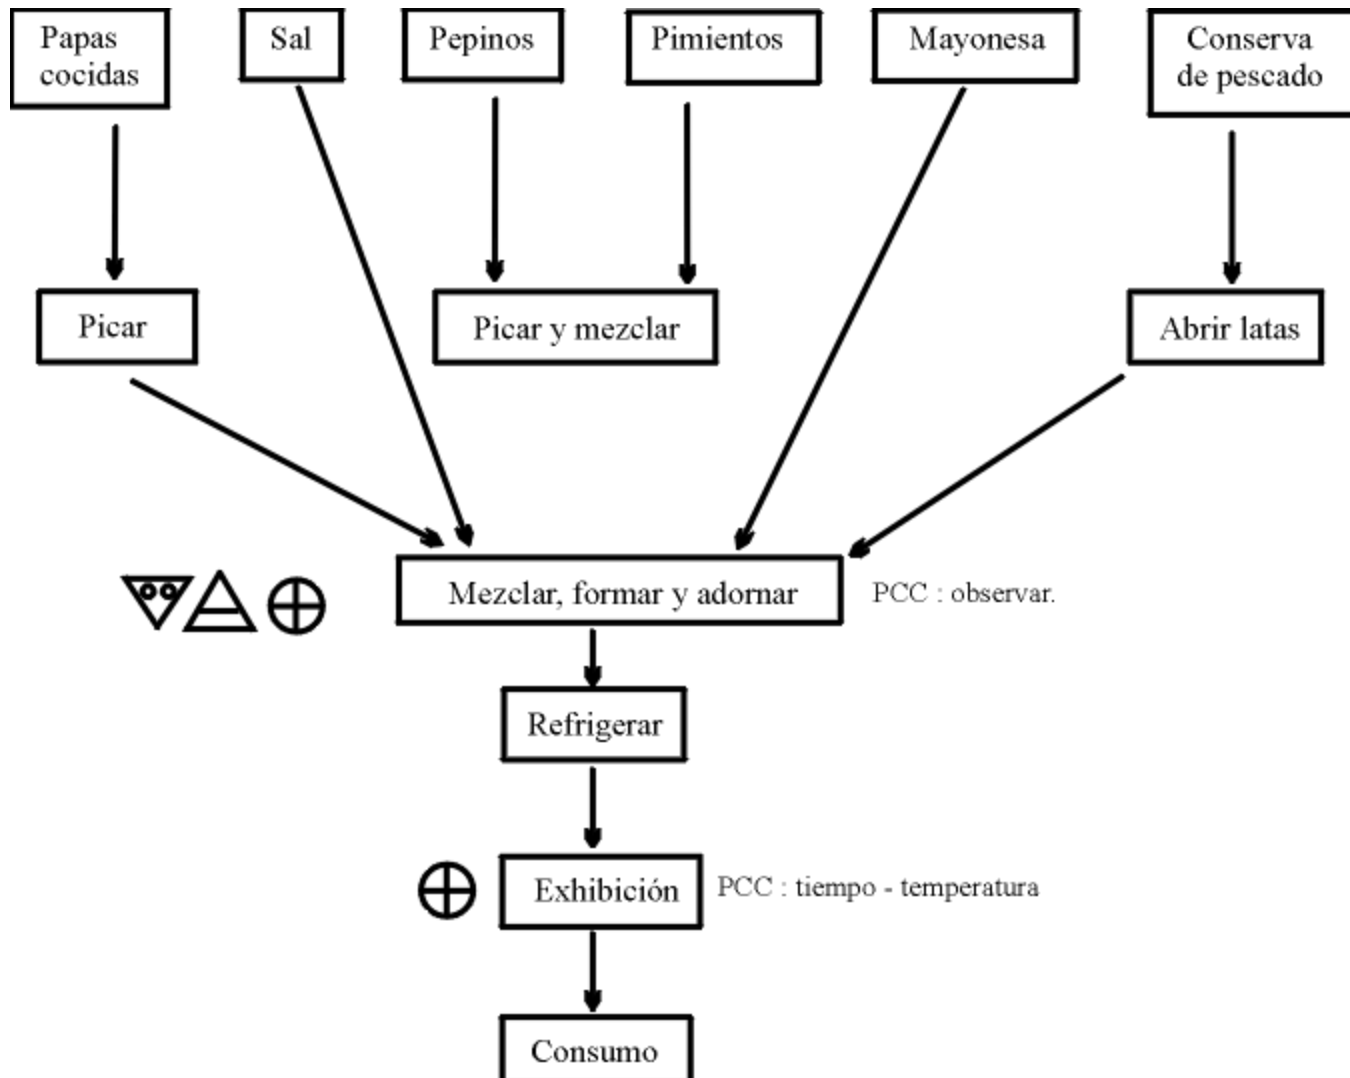 Papas
cocidas
Sal
Pepinos
Pimientos
Mayonesa
Conserva
de pescado
Picar
Picar y mezclar
Abrir latas
Mezclar, formar y adornar
PCC : observar.
Refrigerar
Exhibición
PCC : tiempo - temperatura
Consumo